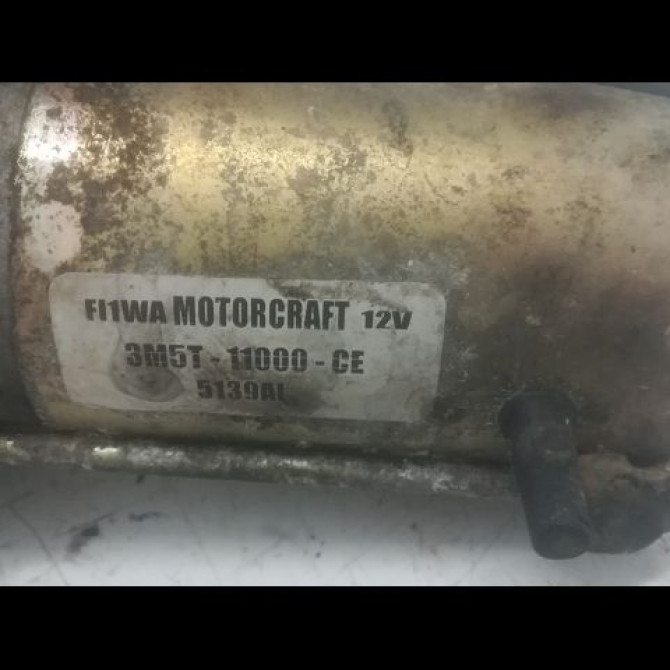 FI1WA MOTORCRAFT 12V
3M5T - 11000 - CE
5139AL